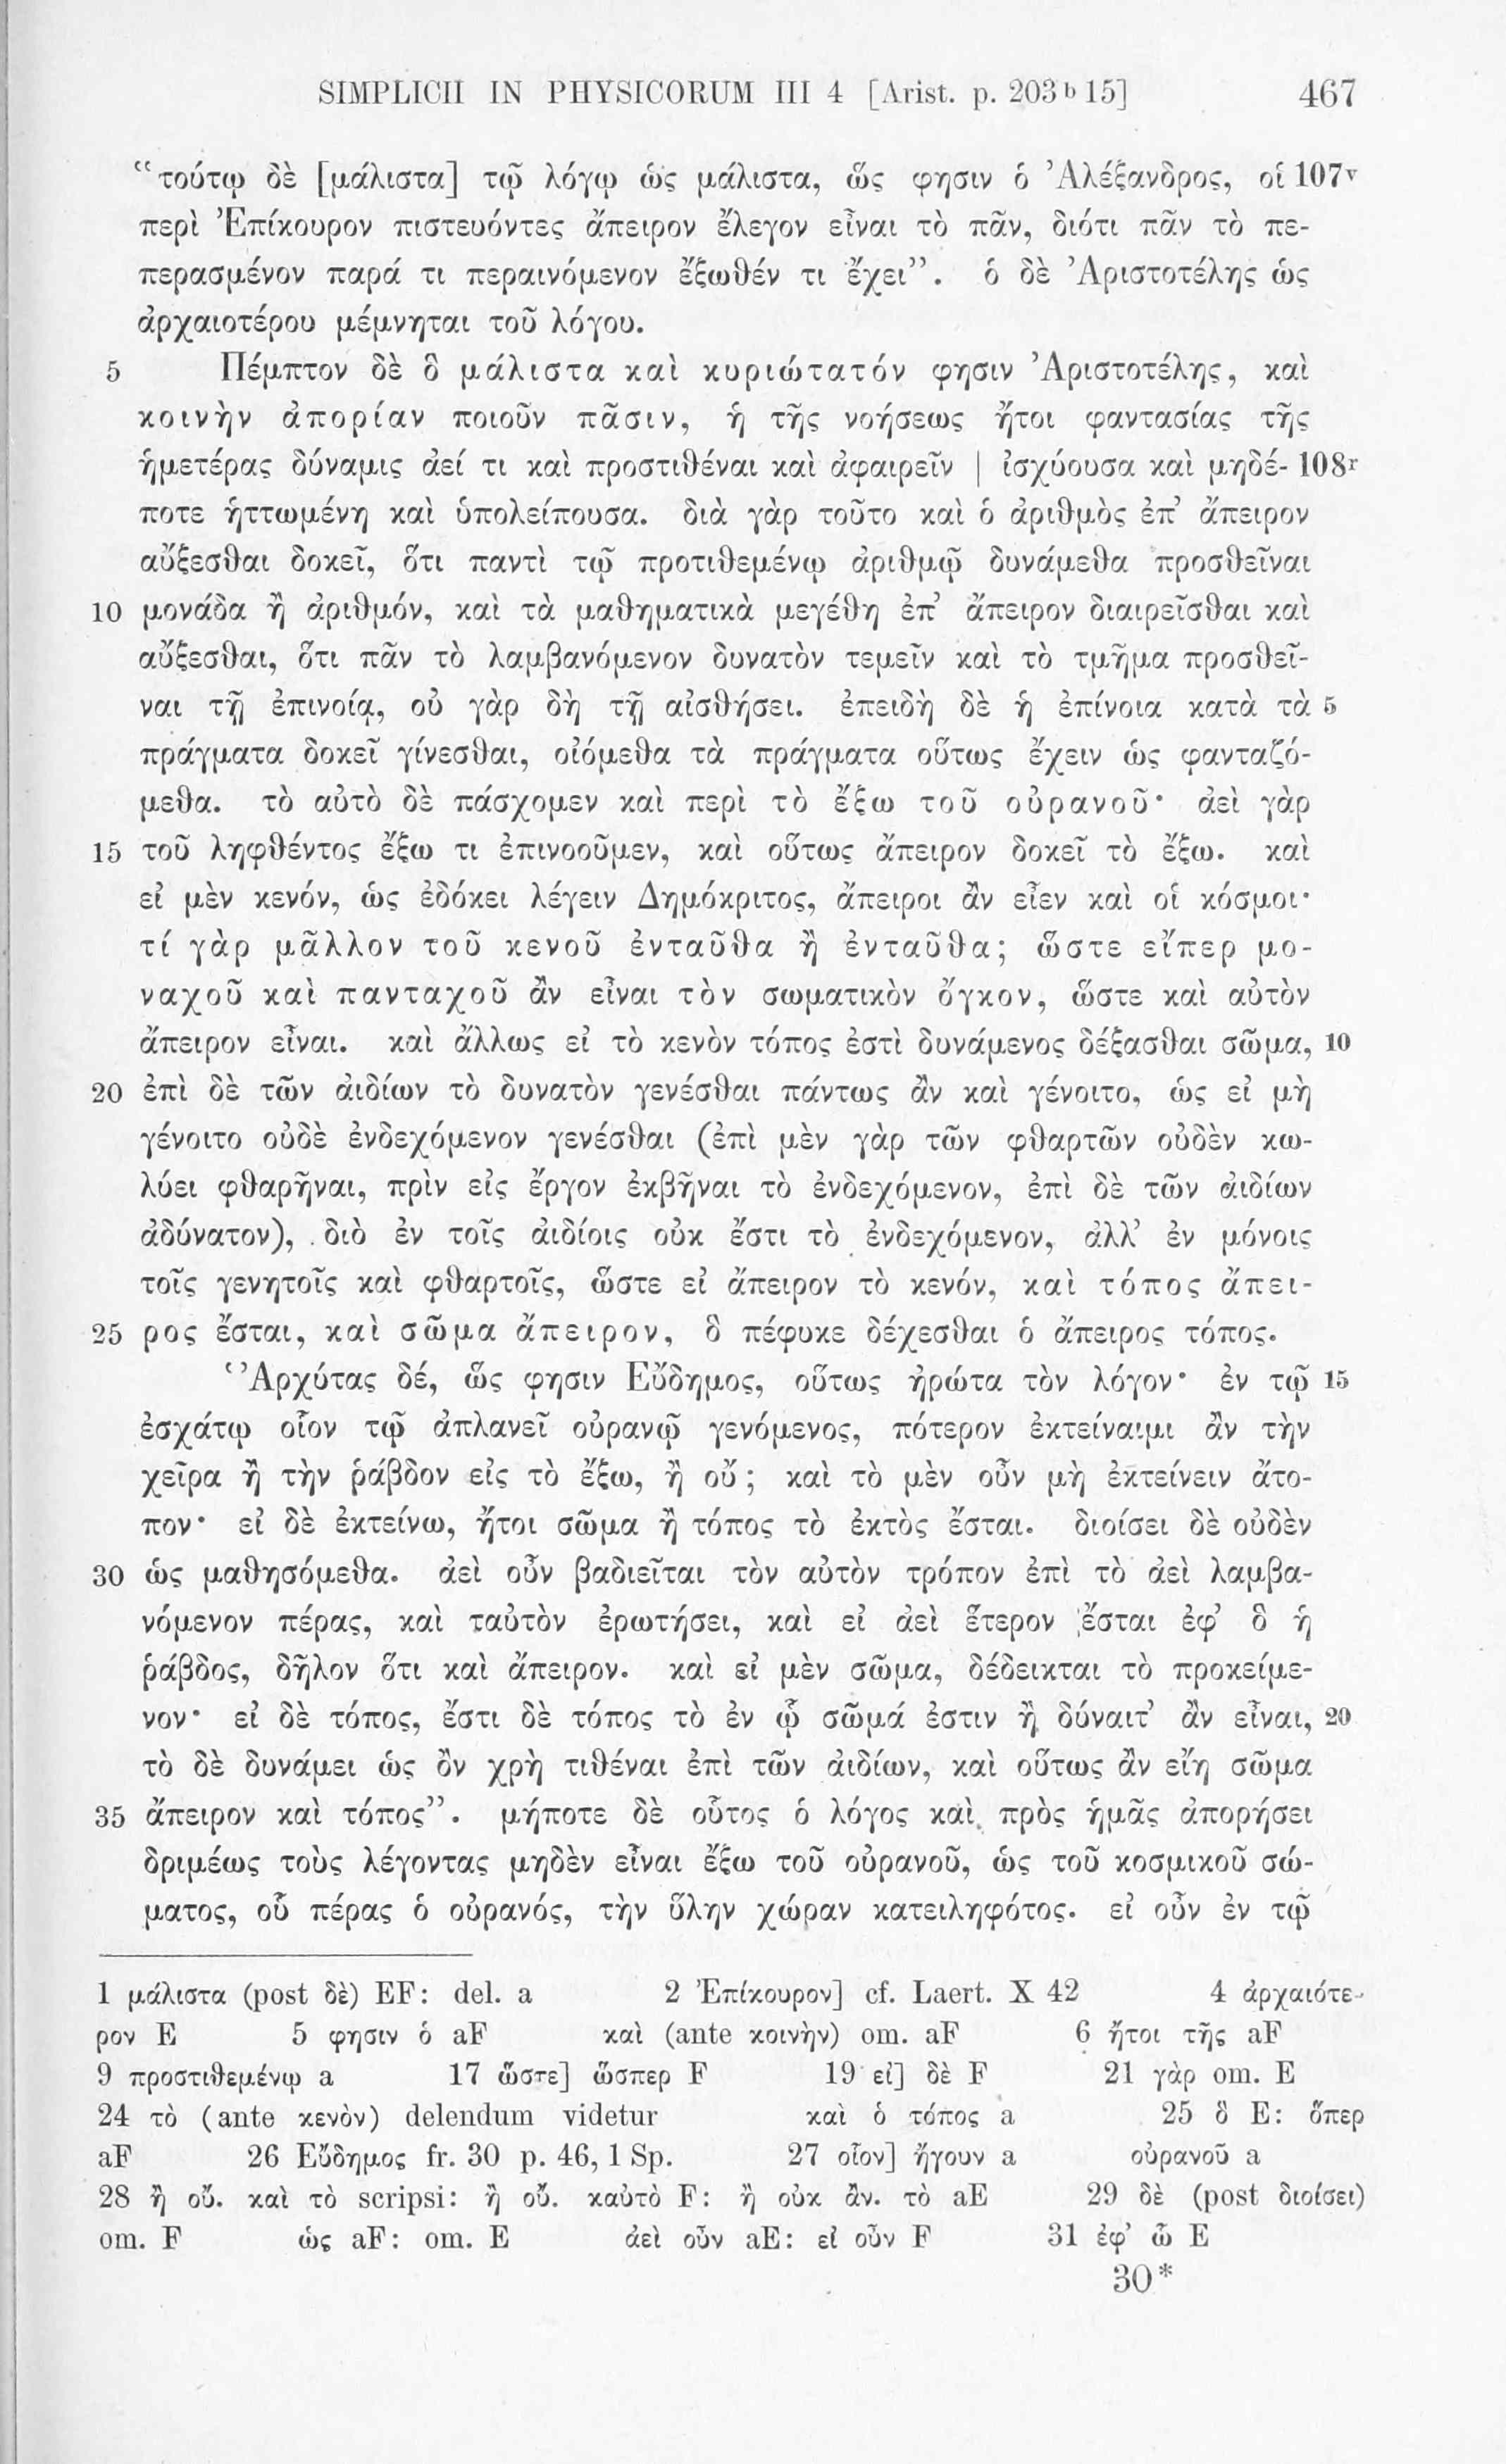 SIMPLICII IN PHYSICORUM III 4 [Arist. p. 203ᵇ 15] 467
“τούτῳ δὲ [μάλιστα] τῷ λόγῳ ὡς μάλιστα, ὥς φησιν ὁ Ἀλέξανδρος, οἱ 107ᵛ
περὶ Ἐπίκουρον πιστευόντες ἄπειρον ἔλεγον εἶναι τὸ πᾶν, διότι πᾶν τὸ πε-
περασμένον παρά τι περαινόμενον ἔξωθέν τι ἔχει”. ὁ δὲ Ἀριστοτέλης ὡς
ἀρχαιοτέρου μέμνηται τοῦ λόγου.
5 Πέμπτον δὲ ὃ μάλιστα καὶ κυριώτατόν φησιν Ἀριστοτέλης, καὶ
κοινὴν ἀπορίαν ποιοῦν πᾶσιν, ἡ τῆς νοήσεως ἤτοι φαντασίας τῆς
ἡμετέρας δύναμις ἀεί τι καὶ προστιθέναι καὶ ἀφαιρεῖν | ἰσχύουσα καὶ μηδέ- 108ʳ
ποτε ἡττωμένη καὶ ὑπολείπουσα. διὰ γὰρ τοῦτο καὶ ὁ ἀριθμὸς ἐπ’ ἄπειρον
αὔξεσθαι δοκεῖ, ὅτι παντὶ τῷ προτιθεμένῳ ἀριθμῷ δυνάμεθα προσθεῖναι
10 μονάδα ἢ ἀριθμόν, καὶ τὰ μαθηματικὰ μεγέθη ἐπ’ ἄπειρον διαιρεῖσθαι καὶ
αὔξεσθαι, ὅτι πᾶν τὸ λαμβανόμενον δυνατὸν τεμεῖν καὶ τὸ τμῆμα προσθεῖ-
ναι τῇ ἐπινοίᾳ, οὐ γὰρ δὴ τῇ αἰσθήσει. ἐπειδὴ δὲ ἡ ἐπίνοια κατὰ τὰ 5
πράγματα δοκεῖ γίνεσθαι, οἰόμεθα τὰ πράγματα οὕτως ἔχειν ὡς φανταζό-
μεθα. τὸ αὐτὸ δὲ πάσχομεν καὶ περὶ τὸ ἔξω τοῦ οὐρανοῦ· ἀεὶ γὰρ
15 τοῦ ληφθέντος ἔξω τι ἐπινοοῦμεν, καὶ οὕτως ἄπειρον δοκεῖ τὸ ἔξω. καὶ
εἰ μὲν κενόν, ὡς ἐδόκει λέγειν Δημόκριτος, ἄπειροι ἂν εἶεν καὶ οἱ κόσμοι·
τί γὰρ μᾶλλον τοῦ κενοῦ ἐνταῦθα ἢ ἐνταῦθα; ὥστε εἴπερ μο-
ναχοῦ καὶ πανταχοῦ ἂν εἶναι τὸν σωματικὸν ὄγκον, ὥστε καὶ αὐτὸν
ἄπειρον εἶναι. καὶ ἄλλως εἰ τὸ κενὸν τόπος ἐστὶ δυνάμενος δέξασθαι σῶμα, 10
20 ἐπὶ δὲ τῶν ἀιδίων τὸ δυνατὸν γενέσθαι πάντως ἂν καὶ γένοιτο, ὡς εἰ μὴ
γένοιτο οὐδὲ ἐνδεχόμενον γενέσθαι (ἐπὶ μὲν γὰρ τῶν φθαρτῶν οὐδὲν κω-
λύει φθαρῆναι, πρὶν εἰς ἔργον ἐκβῆναι τὸ ἐνδεχόμενον, ἐπὶ δὲ τῶν ἀιδίων
ἀδύνατον), διὸ ἐν τοῖς ἀιδίοις οὐκ ἔστι τὸ ἐνδεχόμενον, ἀλλ’ ἐν μόνοις
τοῖς γενητοῖς καὶ φθαρτοῖς, ὥστε εἰ ἄπειρον τὸ κενόν, καὶ τόπος ἄπει-
25 ρος ἔσται, καὶ σῶμα ἄπειρον, ὃ πέφυκε δέχεσθαι ὁ ἄπειρος τόπος.
“Ἀρχύτας δέ, ὥς φησιν Εὔδημος, οὕτως ἠρώτα τὸν λόγον· ἐν τῷ 15
ἐσχάτῳ οἷον τῷ ἀπλανεῖ οὐρανῷ γενόμενος, πότερον ἐκτείναιμι ἂν τὴν
χεῖρα ἢ τὴν ῥάβδον εἰς τὸ ἔξω, ἢ οὔ; καὶ τὸ μὲν οὖν μὴ ἐκτείνειν ἄτο-
πον· εἰ δὲ ἐκτείνω, ἤτοι σῶμα ἢ τόπος τὸ ἐκτὸς ἔσται. διοίσει δὲ οὐδὲν
30 ὡς μαθησόμεθα. ἀεὶ οὖν βαδιεῖται τὸν αὐτὸν τρόπον ἐπὶ τὸ ἀεὶ λαμβα-
νόμενον πέρας, καὶ ταὐτὸν ἐρωτήσει, καὶ εἰ ἀεὶ ἕτερον ἔσται ἐφ’ ὃ ἡ
ῥάβδος, δῆλον ὅτι καὶ ἄπειρον. καὶ εἰ μὲν σῶμα, δέδεικται τὸ προκείμε-
νον· εἰ δὲ τόπος, ἔστι δὲ τόπος τὸ ἐν ᾧ σῶμά ἐστιν ἢ δύναιτ’ ἂν εἶναι, 20
τὸ δὲ δυνάμει ὡς ὂν χρὴ τιθέναι ἐπὶ τῶν ἀιδίων, καὶ οὕτως ἂν εἴη σῶμα
35 ἄπειρον καὶ τόπος”. μήποτε δὲ οὗτος ὁ λόγος καὶ πρὸς ἡμᾶς ἀπορήσει
δριμέως τοὺς λέγοντας μηδὲν εἶναι ἔξω τοῦ οὐρανοῦ, ὡς τοῦ κοσμικοῦ σώ-
ματος, οὗ πέρας ὁ οὐρανός, τὴν ὕλην χώραν κατειληφότος. εἰ οὖν ἐν τῷ
1 μάλιστα (post δὲ) EF: del. a 2 Ἐπίκουρον] cf. Laert. X 42 4 ἀρχαιότε-
ρον E 5 φησιν ὁ aF καὶ (ante κοινὴν) om. aF 6 ἤτοι τῆς aF
9 προστιθεμένῳ a 17 ὥστε] ὥσπερ F 19 εἰ] δὲ F 21 γὰρ om. E
24 τὸ (ante κενὸν) delendum videtur καὶ ὁ τόπος a 25 ὃ E: ὅπερ
aF 26 Εὔδημος fr. 30 p. 46, 1 Sp. 27 οἷον] ἤγουν a οὐρανοῦ a
28 ἢ οὔ. καὶ τὸ scripsi: ἢ οὔ. καὐτὸ F: ἢ οὐκ ἄν. τὸ aE 29 δὲ (post διοίσει)
om. F ὡς aF: om. E ἀεὶ οὖν aE: εἰ οὖν F 31 ἐφ’ ᾧ E
30*